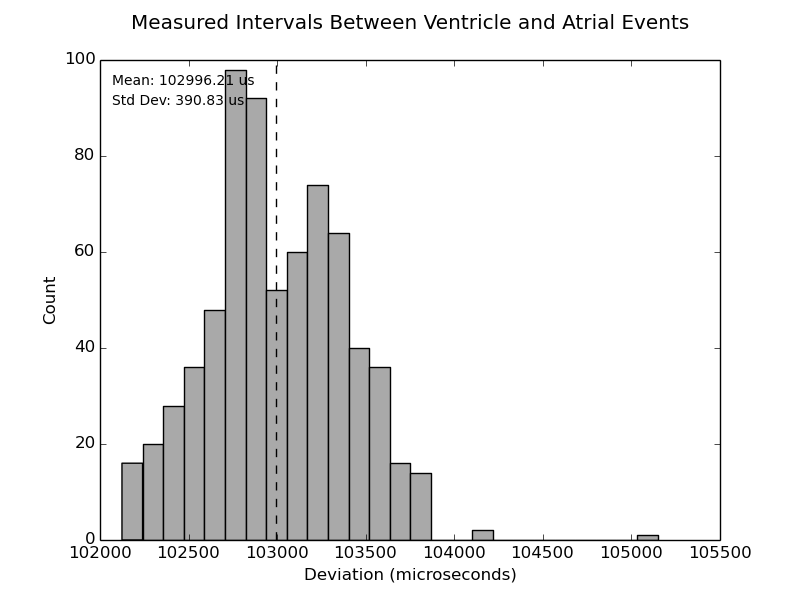 Measured Intervals Between Ventricle and Atrial Events
Mean: 102996.21 us
Std Dev: 390.83 us
100
80
60
40
20
0
Count
102000 102500 103000 103500 104000 104500 105000 105500
Deviation (microseconds)